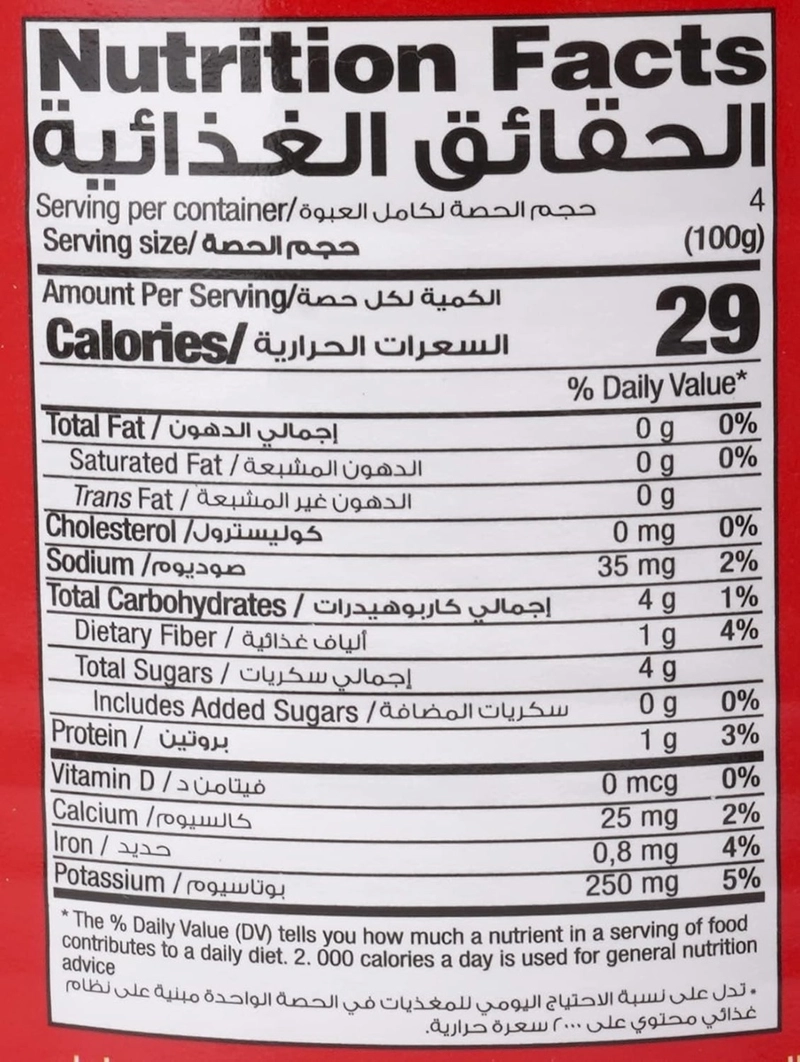 Nutrition Facts
الحقائق الغذائية
Serving per container/حجم الحصة لكامل العبوة 4
Serving size/حجم الحصة (100g)
Amount Per Serving/الكمية لكل حصة
Calories/السعرات الحرارية 29
% Daily Value*
Total Fat / إجمالي الدهون 0 g 0%
Saturated Fat / الدهون المشبعة 0 g 0%
Trans Fat / الدهون غير المشبعة 0 g
Cholesterol /كوليسترول 0 mg 0%
Sodium /صوديوم 35 mg 2%
Total Carbohydrates / إجمالي كاربوهيدرات 4 g 1%
Dietary Fiber / ألياف غذائية 1 g 4%
Total Sugars / إجمالي سكريات 4 g
Includes Added Sugars /سكريات المضافة 0 g 0%
Protein / بروتين 1 g 3%
Vitamin D /فيتامن د 0 mcg 0%
Calcium /كالسيوم 25 mg 2%
Iron / حديد 0,8 mg 4%
Potassium /بوتاسيوم 250 mg 5%
* The % Daily Value (DV) tells you how much a nutrient in a serving of food
contributes to a daily diet. 2. 000 calories a day is used for general nutrition
advice
* تدل على نسبة الاحتياج اليومي للمغذيات في الحصة الواحدة مبنية على نظام
غذائي محتوي على ٢٠٠٠ سعرة حرارية.